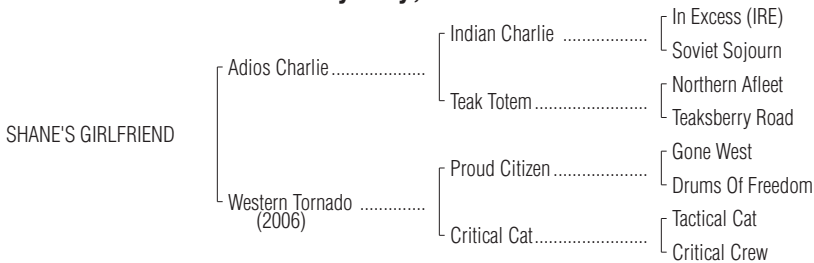 In Excess (IRE)
Indian Charlie ..................
Soviet Sojourn
Adios Charlie....................
Northern Afleet
Teak Totem........................
Teaksberry Road
SHANE'S GIRLFRIEND
Gone West
Proud Citizen....................
Drums Of Freedom
Western Tornado ..............
(2006)
Tactical Cat
Critical Cat........................
Critical Crew